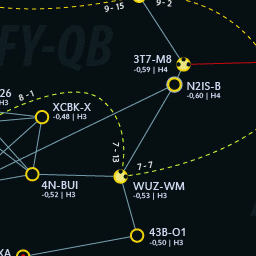 9 - 15
9 - 2
FY-QB
3T7-M8
-0,59 | H4
N2IS-B
-0,60 | H4
26
H3
8 - 1
XCBK-X
-0,48 | H3
7 - 13
7 - 7
4N-BUI
-0,52 | H3
WUZ-WM
-0,53 | H3
43B-O1
-0,50 | H3
KA